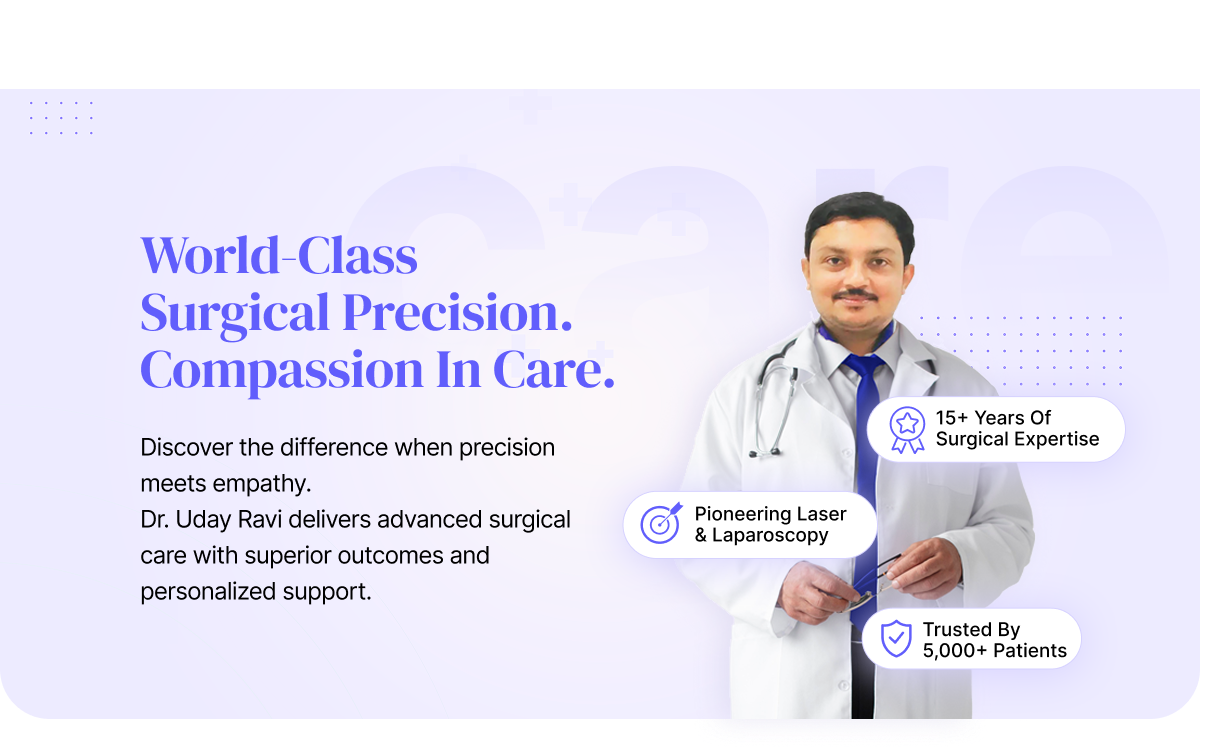 care
World-Class
Surgical Precision.
Compassion In Care.
Discover the difference when precision
meets empathy.
Dr. Uday Ravi delivers advanced surgical
care with superior outcomes and
personalized support.
15+ Years Of
Surgical Expertise
Pioneering Laser
& Laparoscopy
Trusted By
5,000+ Patients